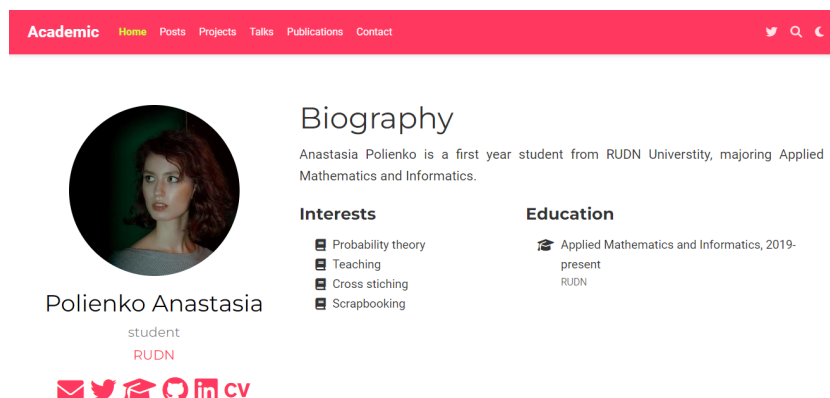 Academic Home Posts Projects Talks Publications Contact
Biography
Anastasia Polienko is a first year student from RUDN Universtity, majoring Applied
Mathematics and Informatics.
Interests
Probability theory
Teaching
Cross stiching
Scrapbooking
Education
Applied Mathematics and Informatics, 2019-
present
RUDN
Polienko Anastasia
student
RUDN
in CV